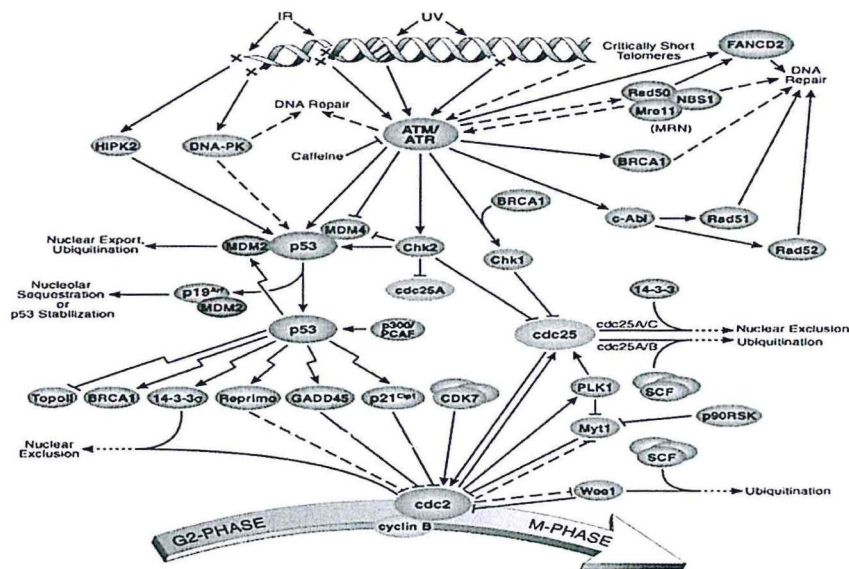 IR
UV
Critically Short
Telomeres
FANCD2
DNA
Repair
Rad50
NBS1
Mre11
(MRN)
DNA Repair
ATM/
ATR
HIPK2
DNA-PK
Caffeine
BRCA1
BRCA1
c-Abl
Rad51
Rad52
MDM4
Nuclear Export,
Ubiquitination
MDM2
p53
Chk2
Chk1
cdc25A
Nucleolar
Sequestration
or
p53 Stabilization
p19Arf
MDM2
14-3-3
p53
p300/
PCAF
cdc25
cdc25A/C
Nuclear Exclusion
cdc25A/B
Ubiquitination
TopoII
BRCA1
14-3-3σ
Reprimo
GADD45
p21Cip1
CDK7
PLK1
SCF
Myt1
p90RSK
Nuclear
Exclusion
SCF
cdc2
Wee1
Ubiquitination
cyclin B
G2-PHASE
M-PHASE